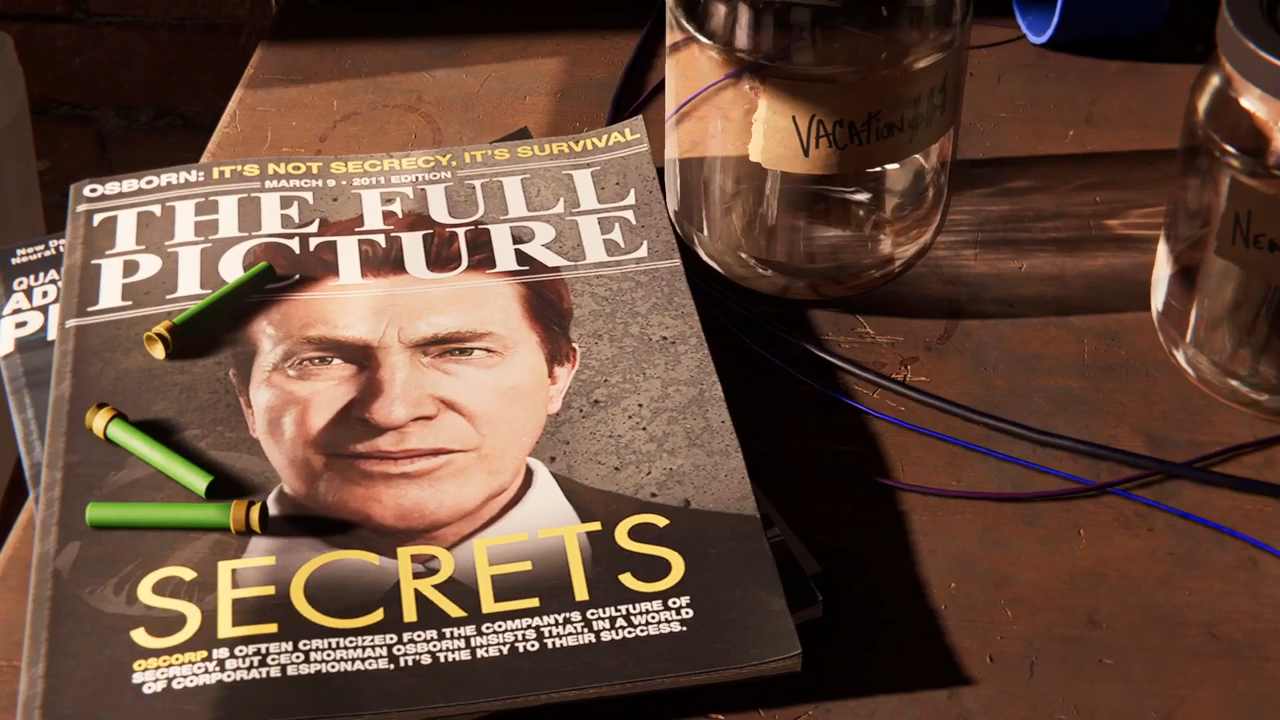 OSBORN: IT'S NOT SECRECY, IT'S SURVIVAL
MARCH 9 • 2011 EDITION
THE FULL
PICTURE
SECRETS
OSCORP IS OFTEN CRITICIZED FOR THE COMPANY'S CULTURE OF
SECRECY. BUT CEO NORMAN OSBORN INSISTS THAT, IN A WORLD
OF CORPORATE ESPIONAGE, IT'S THE KEY TO THEIR SUCCESS.
VACATION